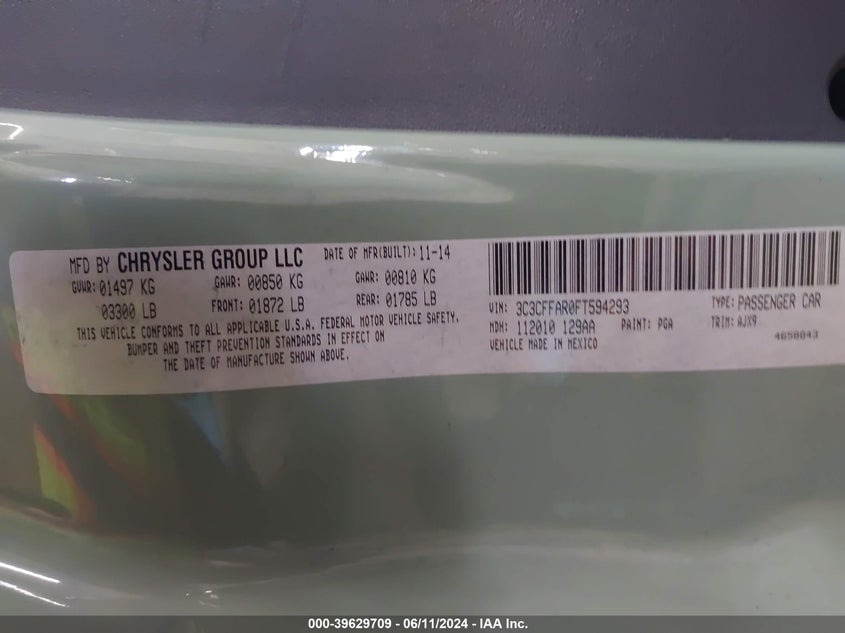 MFD BY CHRYSLER GROUP LLC DATE OF MFR(BUILT): 11-14
GVWR: 01497 KG GAWR: 00850 KG GAWR: 00810 KG
03300 LB FRONT: 01872 LB REAR: 01785 LB
THIS VEHICLE CONFORMS TO ALL APPLICABLE U.S.A. FEDERAL MOTOR VEHICLE SAFETY,
BUMPER AND THEFT PREVENTION STANDARDS IN EFFECT ON
THE DATE OF MANUFACTURE SHOWN ABOVE.
VIN: 3C3CFFAR0FT594293 TYPE: PASSENGER CAR
MDH: 112010 129AA PAINT: PGA TRIM: AJX9
VEHICLE MADE IN MEXICO 4650843
000-39629709 - 06/11/2024 - IAA Inc.